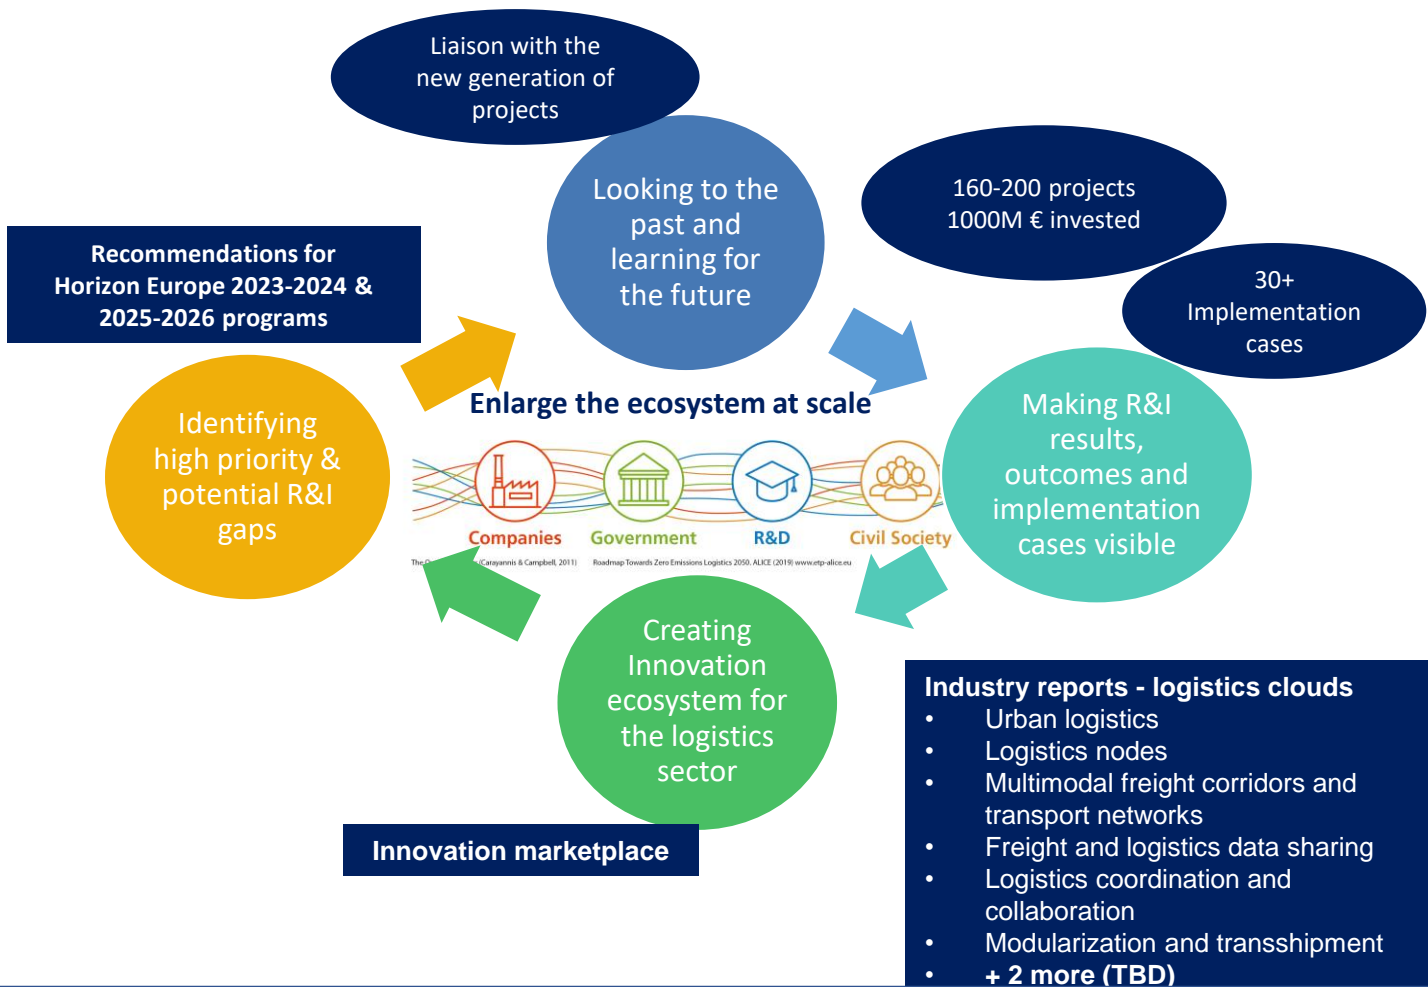 Liaison with the
new generation of
projects
Looking to the
past and
learning for
the future
160-200 projects
1000M € invested
30+
Implementation
cases
Recommendations for
Horizon Europe 2023-2024 &
2025-2026 programs
Identifying
high priority &
potential R&I
gaps
Enlarge the ecosystem at scale
Companies
Government
R&D
Civil Society
The (Carayannis & Campbell, 2011)
Roadmap Towards Zero Emissions Logistics 2050. ALICE (2019) www.etp-alice.eu
Making R&I
results,
outcomes and
implementation
cases visible
Creating
Innovation
ecosystem for
the logistics
sector
Innovation marketplace
Industry reports - logistics clouds
• Urban logistics
• Logistics nodes
• Multimodal freight corridors and
transport networks
• Freight and logistics data sharing
• Logistics coordination and
collaboration
• Modularization and transshipment
• + 2 more (TBD)